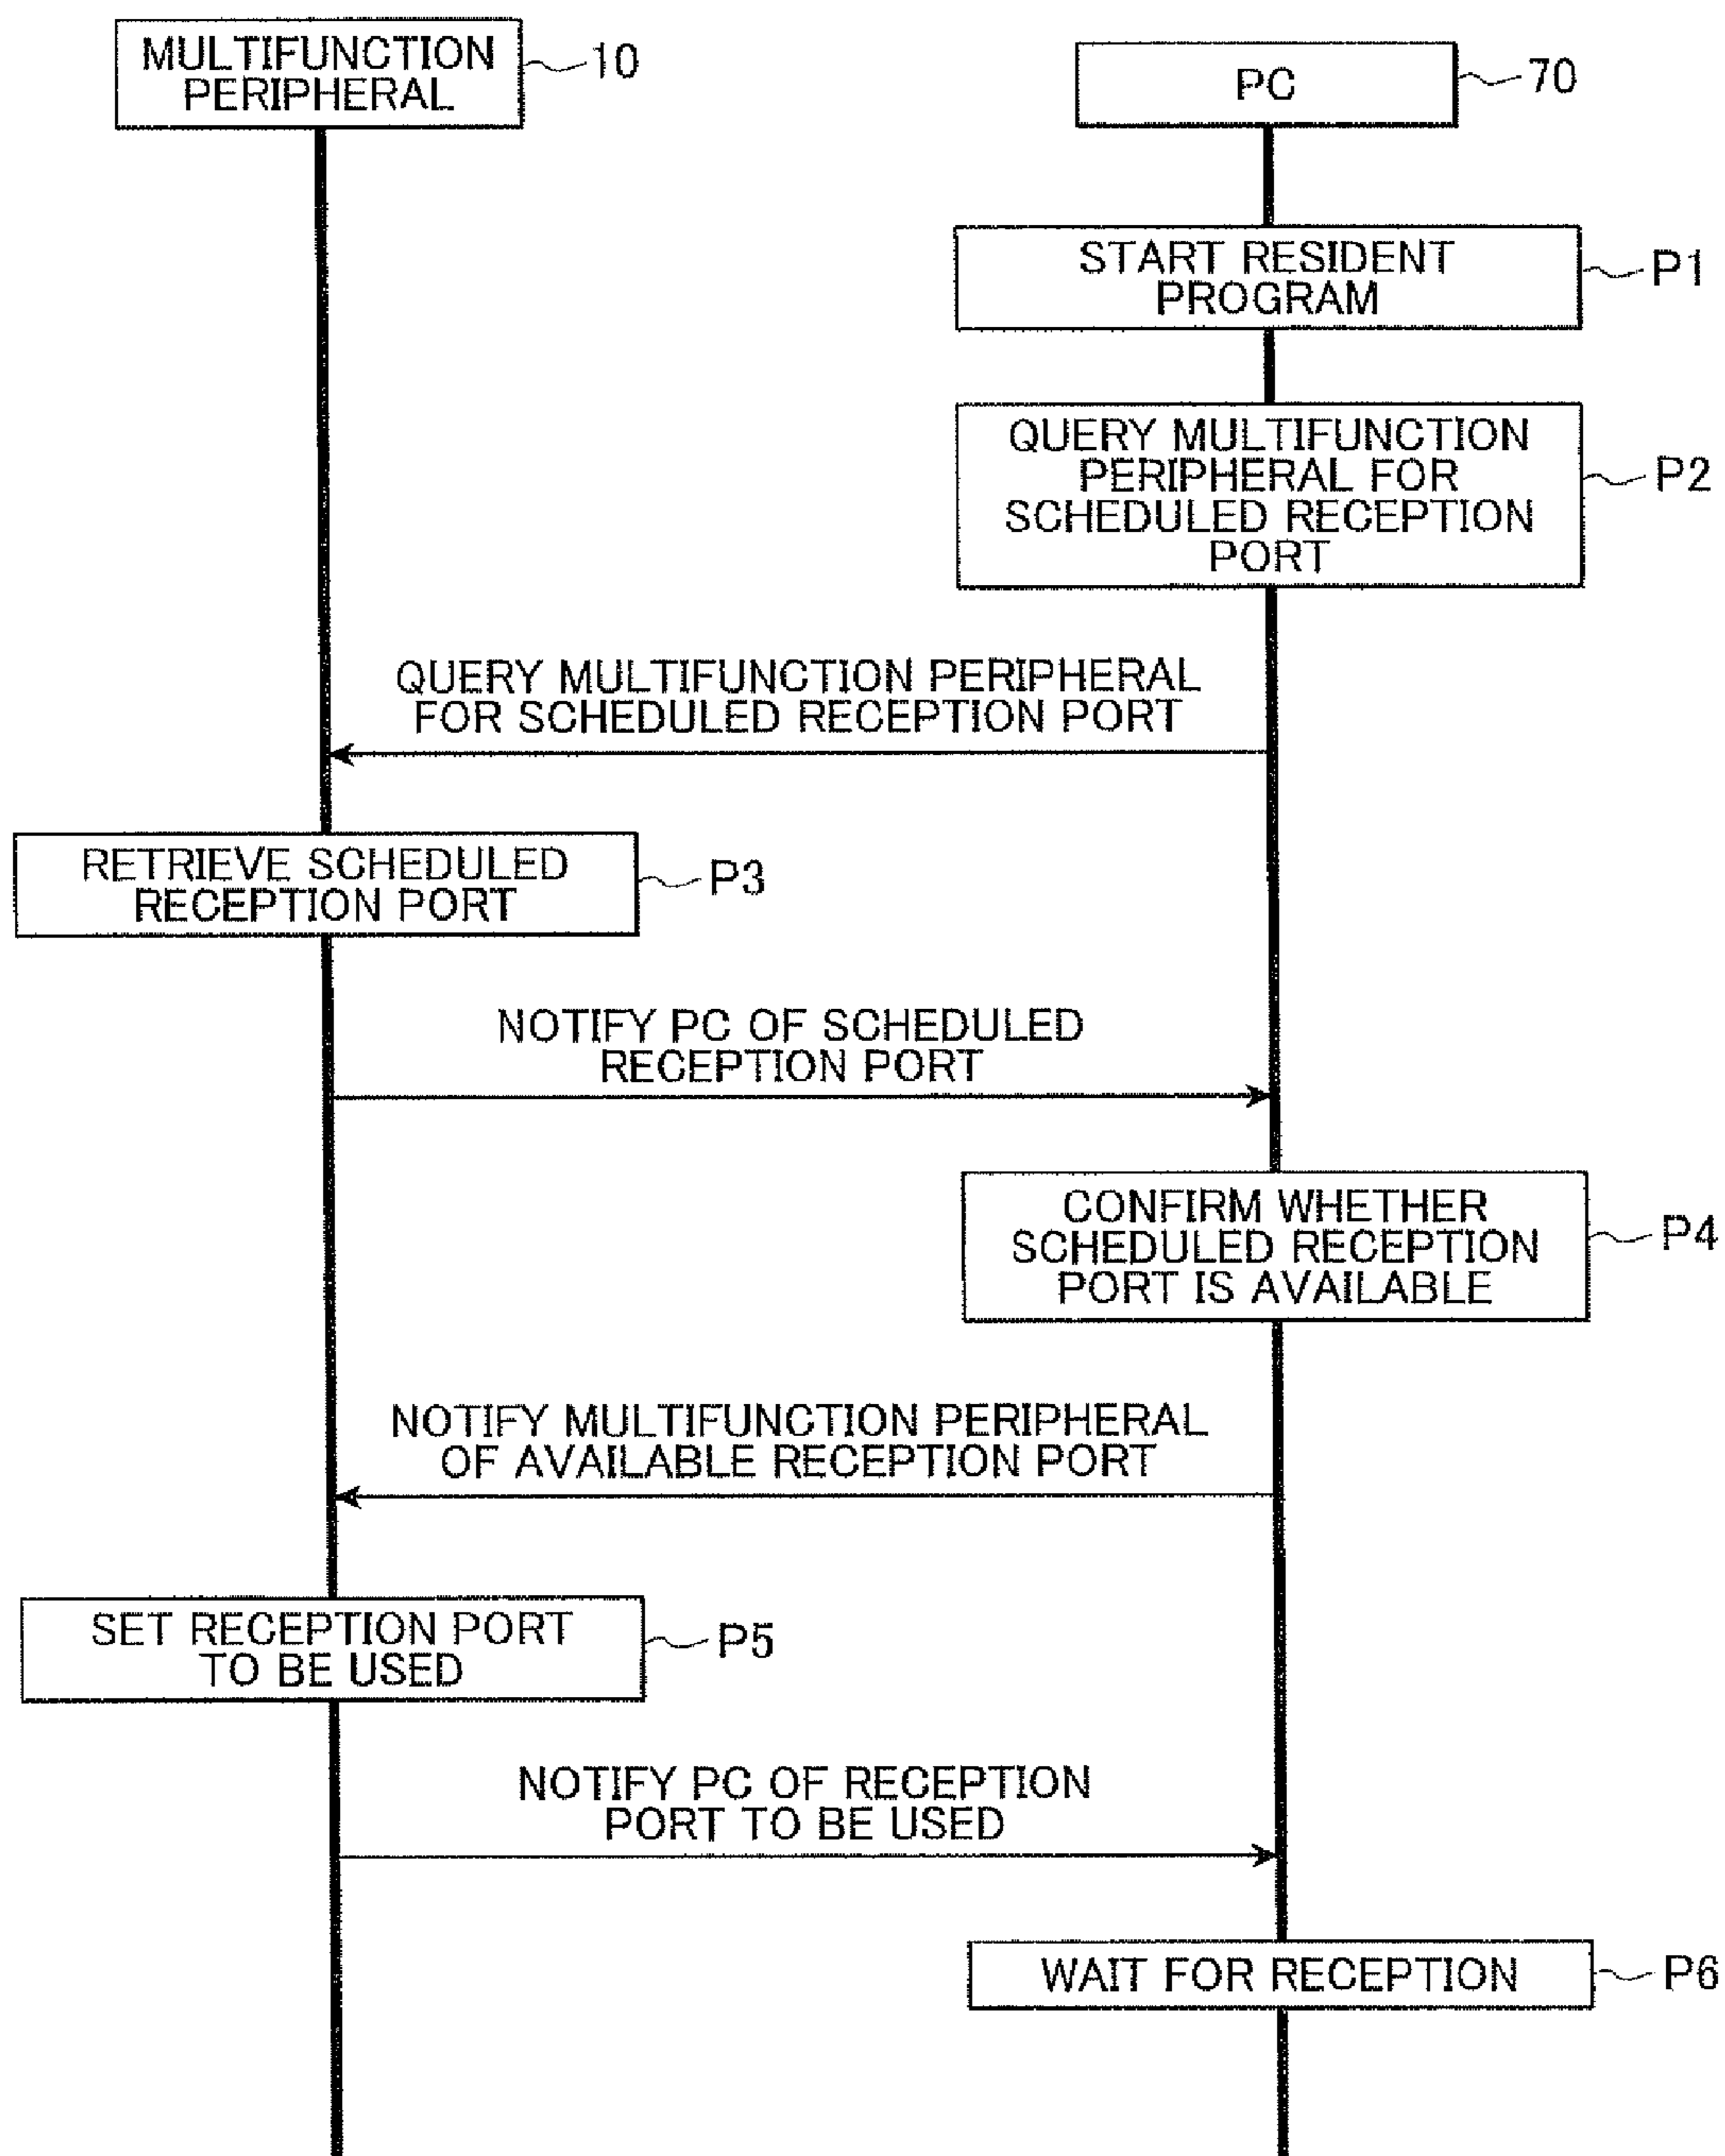 MULTIFUNCTION
PERIPHERAL
10
PC
70
START RESIDENT
PROGRAM
P1
QUERY MULTIFUNCTION
PERIPHERAL FOR
SCHEDULED RECEPTION
PORT
P2
QUERY MULTIFUNCTION PERIPHERAL
FOR SCHEDULED RECEPTION PORT
RETRIEVE SCHEDULED
RECEPTION PORT
P3
NOTIFY PC OF SCHEDULED
RECEPTION PORT
CONFIRM WHETHER
SCHEDULED RECEPTION
PORT IS AVAILABLE
P4
NOTIFY MULTIFUNCTION PERIPHERAL
OF AVAILABLE RECEPTION PORT
SET RECEPTION PORT
TO BE USED
P5
NOTIFY PC OF RECEPTION
PORT TO BE USED
WAIT FOR RECEPTION
P6